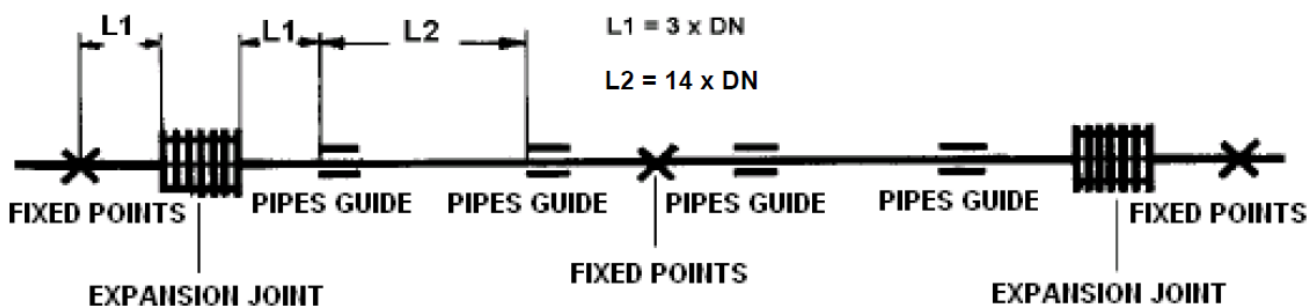 L1
L1
L2
L1 = 3 x DN
L2 = 14 x DN
FIXED POINTS
PIPES GUIDE
PIPES GUIDE
PIPES GUIDE
PIPES GUIDE
FIXED POINTS
EXPANSION JOINT
FIXED POINTS
EXPANSION JOINT